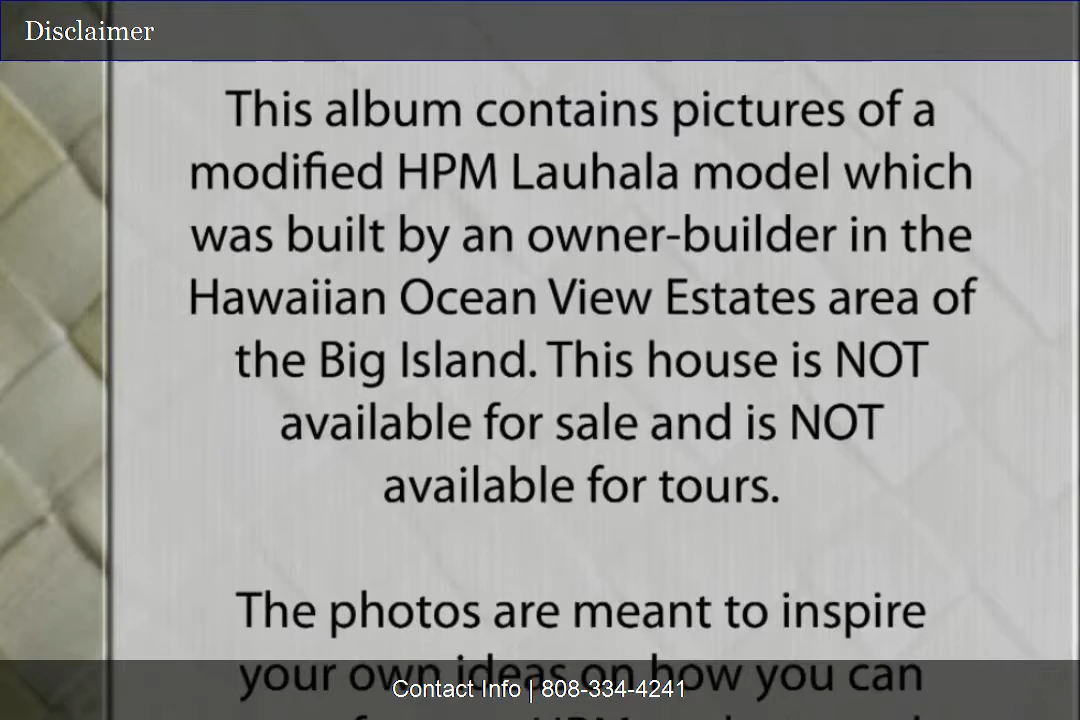 Disclaimer
This album contains pictures of a
modified HPM Lauhala model which
was built by an owner-builder in the
Hawaiian Ocean View Estates area of
the Big Island. This house is NOT
available for sale and is NOT
available for tours.
The photos are meant to inspire
your own ideas on how you can
Contact Info | 808-334-4241